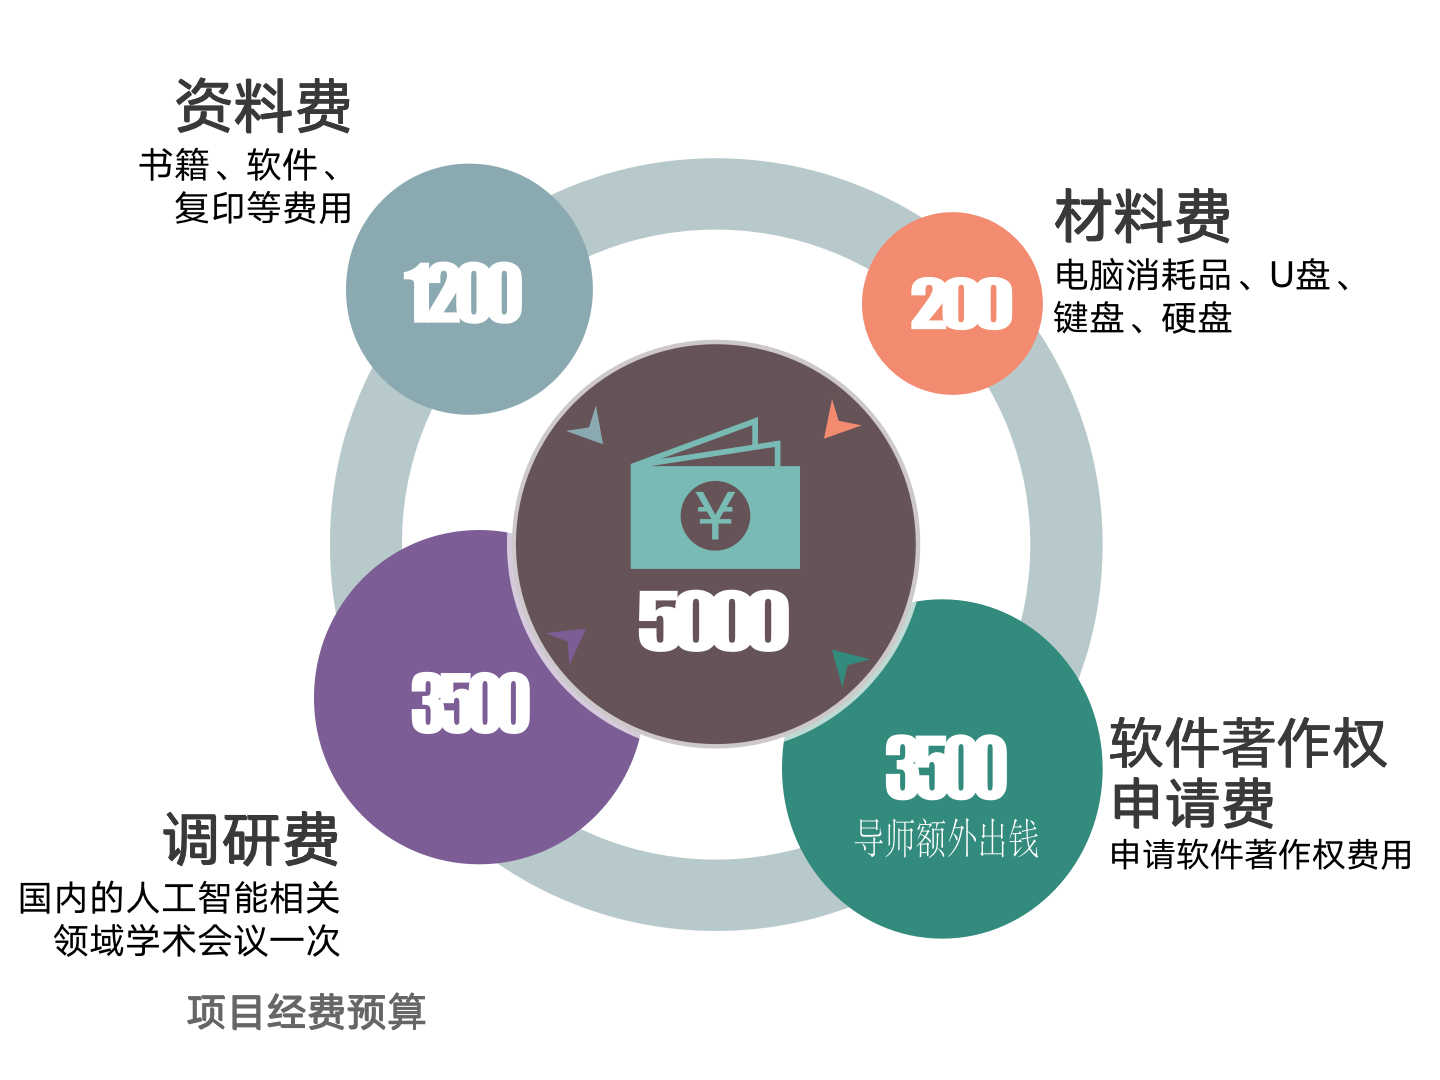 资料费
书籍、软件、
复印等费用
1200
材料费
电脑消耗品、U盘、
键盘、硬盘
200
¥
5000
3500
调研费
国内的人工智能相关
领域学术会议一次
3500
导师额外出钱
软件著作权
申请费
申请软件著作权费用
项目经费预算